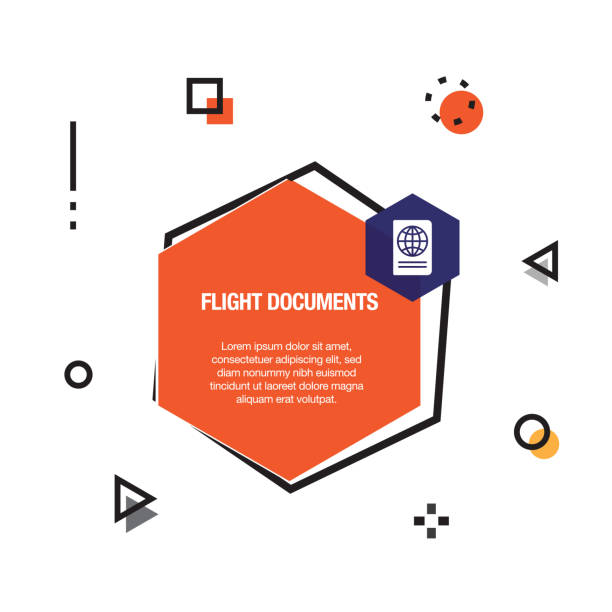 FLIGHT DOCUMENTS
Lorem ipsum dolor sit amet,
consectetuer adipiscing elit, sed
diam nonummy nibh euismod
tincidunt ut laoreet dolore magna
aliquam erat volutpat.